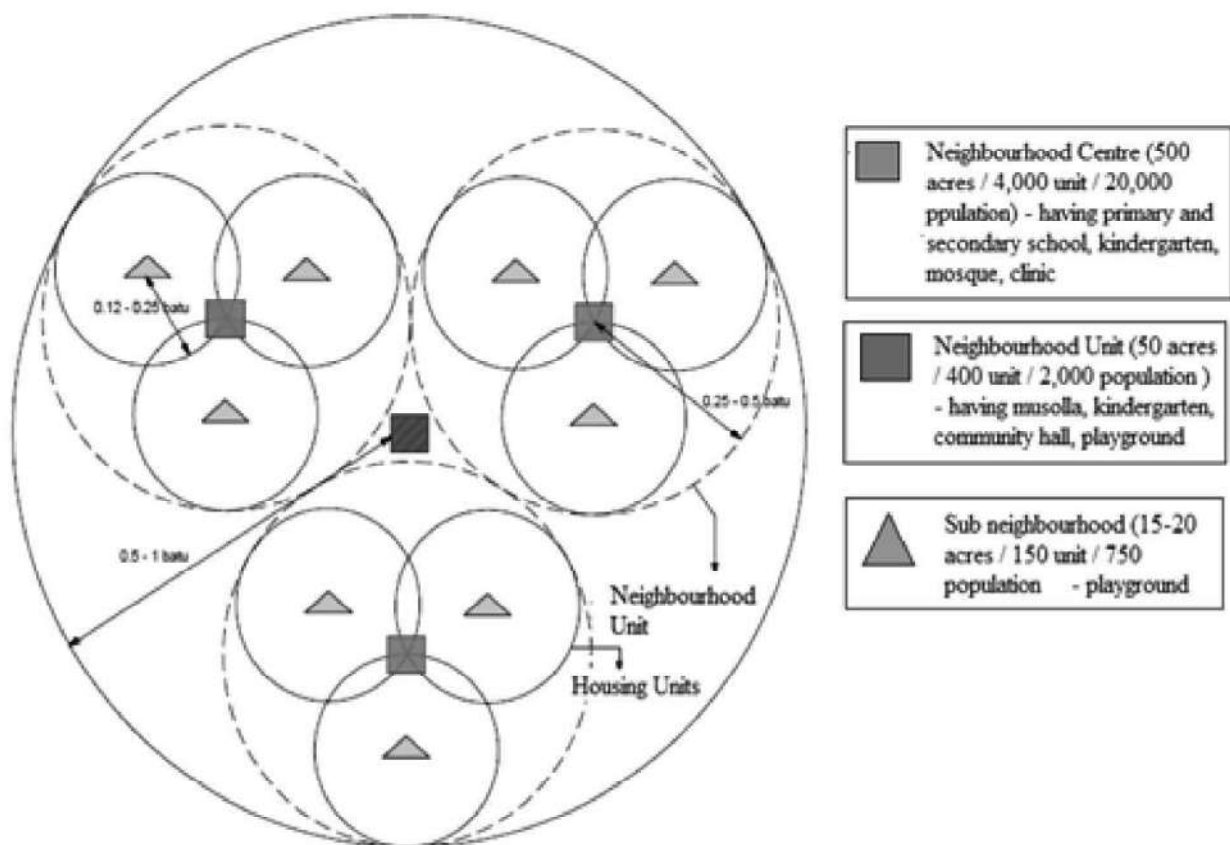 0.12 - 0.25 batu
0.25 - 0.5 batu
0.5 - 1 batu
Neighbourhood
Unit
Housing Units
Neighbourhood Centre (500
acres / 4,000 unit / 20,000
ppulation) - having primary and
secondary school, kindergarten,
mosque, clinic
Neighbourhood Unit (50 acres
/ 400 unit / 2,000 population )
- having musolla, kindergarten,
community hall, playground
Sub neighbourhood (15-20
acres / 150 unit / 750
population - playground